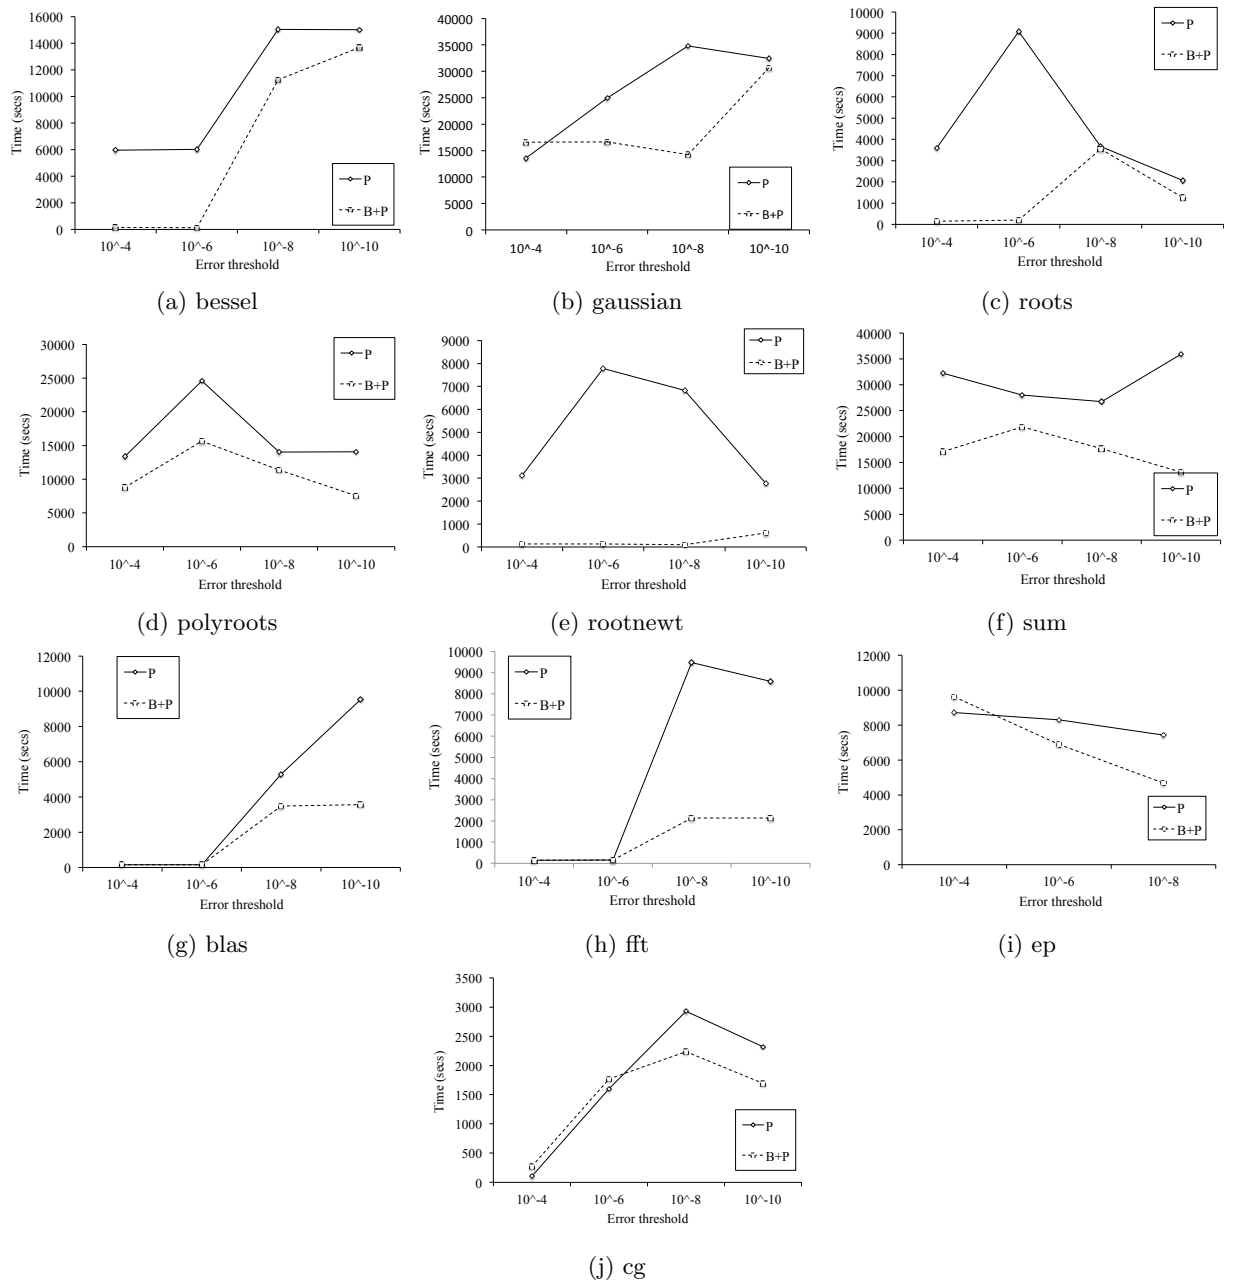 16000
14000
12000
10000
8000
6000
4000
2000
0
Time (secs)
P
B+P
10^-4 10^-6 10^-8 10^-10
Error threshold
(a) bessel
40000
35000
30000
25000
20000
15000
10000
5000
0
Time (secs)
P
B+P
10^-4 10^-6 10^-8 10^-10
Error threshold
(b) gaussian
10000
9000
8000
7000
6000
5000
4000
3000
2000
1000
0
Time (secs)
P
B+P
10^-4 10^-6 10^-8 10^-10
Error threshold
(c) roots
30000
25000
20000
15000
10000
5000
0
Time (secs)
P
B+P
10^-4 10^-6 10^-8 10^-10
Error threshold
(d) polyroots
9000
8000
7000
6000
5000
4000
3000
2000
1000
0
Time (secs)
P
B+P
10^-4 10^-6 10^-8 10^-10
Error threshold
(e) rootnewt
40000
35000
30000
25000
20000
15000
10000
5000
0
Time (secs)
P
B+P
10^-4 10^-6 10^-8 10^-10
Error threshold
(f) sum
12000
10000
8000
6000
4000
2000
0
Time (secs)
P
B+P
10^-4 10^-6 10^-8 10^-10
Error threshold
(g) blas
10000
9000
8000
7000
6000
5000
4000
3000
2000
1000
0
Time (secs)
P
B+P
10^-4 10^-6 10^-8 10^-10
Error threshold
(h) fft
12000
10000
8000
6000
4000
2000
0
Time (secs)
P
B+P
10^-4 10^-6 10^-8
Error threshold
(i) ep
3500
3000
2500
2000
1500
1000
500
0
Time (secs)
P
B+P
10^-4 10^-6 10^-8 10^-10
Error threshold
(j) cg